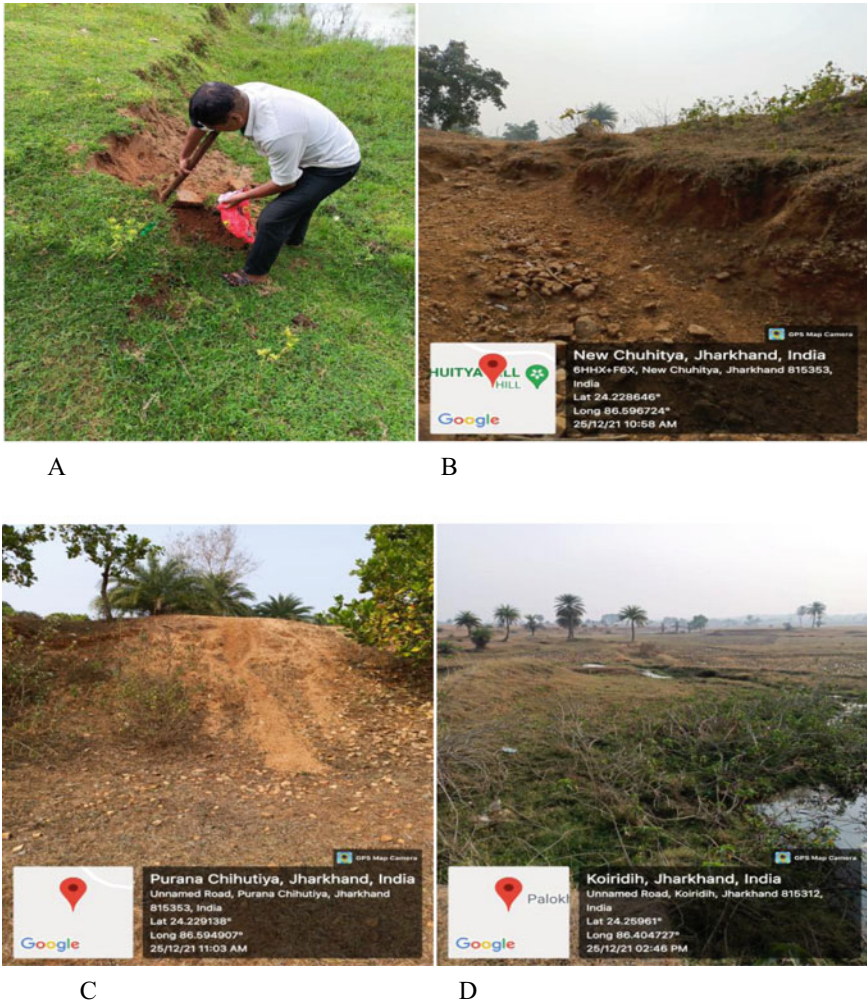 A
B
GPS Map Camera
New Chuhitya, Jharkhand, India
6HHX+F6X, New Chuhitya, Jharkhand 815353,
India
Lat 24.228646°
Long 86.596724°
25/12/21 10:58 AM
HUITYA
LL
HILL
Google
C
D
GPS Map Camera
Purana Chihutiya, Jharkhand, India
Unnamed Road, Purana Chihutiya, Jharkhand
815353, India
Lat 24.229138°
Long 86.594907°
25/12/21 11:03 AM
Google
GPS Map Camera
Koiridih, Jharkhand, India
Unnamed Road, Koiridih, Jharkhand 815312,
India
Lat 24.25961°
Long 86.404727°
25/12/21 02:46 PM
Palokh
Google